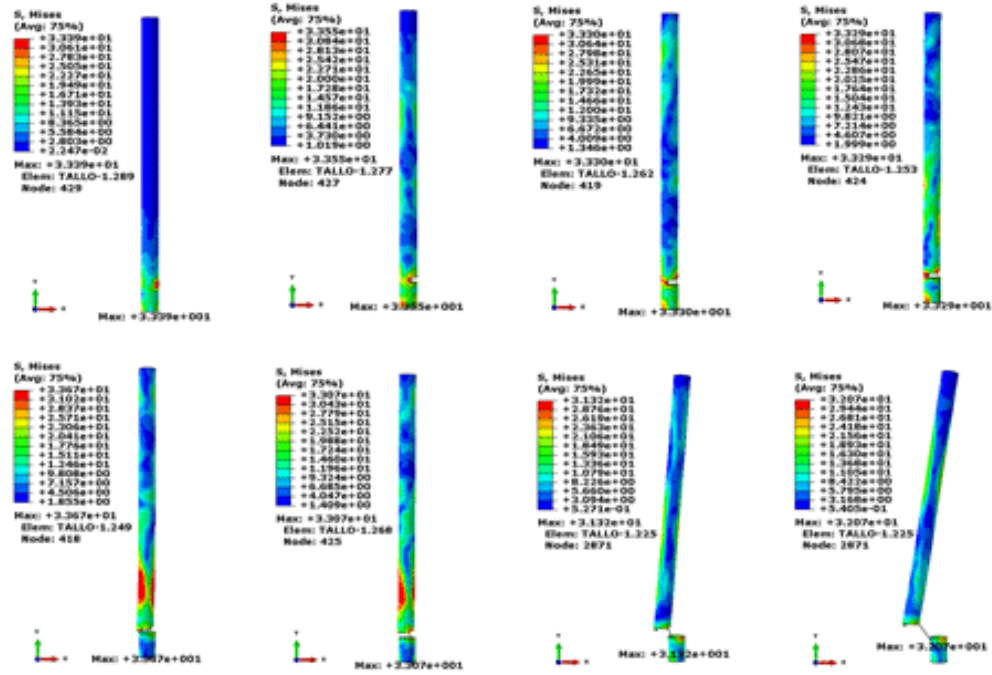 S, Mises
(Avg: 75%)
+3.339e+01
+3.061e+01
+2.783e+01
+2.505e+01
+2.227e+01
+1.949e+01
+1.671e+01
+1.393e+01
+1.115e+01
+8.365e+00
+5.584e+00
+2.803e+00
+2.247e-02
Max: +3.339e+01
Elem: TALLO-1.289
Node: 429
Y
X
Max: +3.339e+001
S, Mises
(Avg: 75%)
+3.355e+01
+3.084e+01
+2.813e+01
+2.542e+01
+2.271e+01
+2.000e+01
+1.728e+01
+1.457e+01
+1.186e+01
+9.152e+00
+6.441e+00
+3.730e+00
+1.019e+00
Max: +3.355e+01
Elem: TALLO-1.277
Node: 427
Y
X
Max: +3.355e+001
S, Mises
(Avg: 75%)
+3.330e+01
+3.064e+01
+2.798e+01
+2.531e+01
+2.265e+01
+1.999e+01
+1.732e+01
+1.466e+01
+1.200e+01
+9.335e+00
+6.672e+00
+4.009e+00
+1.346e+00
Max: +3.330e+01
Elem: TALLO-1.262
Node: 419
Y
X
Max: +3.330e+001
S, Mises
(Avg: 75%)
+3.329e+01
+3.068e+01
+2.807e+01
+2.547e+01
+2.286e+01
+2.025e+01
+1.764e+01
+1.504e+01
+1.243e+01
+9.821e+00
+7.214e+00
+4.607e+00
+1.999e+00
Max: +3.329e+01
Elem: TALLO-1.253
Node: 424
Y
X
Max: +3.329e+001
S, Mises
(Avg: 75%)
+3.367e+01
+3.102e+01
+2.837e+01
+2.571e+01
+2.306e+01
+2.041e+01
+1.776e+01
+1.511e+01
+1.246e+01
+9.808e+00
+7.157e+00
+4.506e+00
+1.855e+00
Max: +3.367e+01
Elem: TALLO-1.249
Node: 418
Y
X
Max: +3.367e+001
S, Mises
(Avg: 75%)
+3.307e+01
+3.043e+01
+2.779e+01
+2.515e+01
+2.252e+01
+1.988e+01
+1.724e+01
+1.460e+01
+1.196e+01
+9.324e+00
+6.685e+00
+4.047e+00
+1.409e+00
Max: +3.307e+01
Elem: TALLO-1.268
Node: 425
Y
X
Max: +3.307e+001
S, Mises
(Avg: 75%)
+3.132e+01
+2.876e+01
+2.619e+01
+2.363e+01
+2.106e+01
+1.849e+01
+1.593e+01
+1.336e+01
+1.079e+01
+8.226e+00
+5.660e+00
+3.094e+00
+5.271e-01
Max: +3.132e+01
Elem: TALLO-1.225
Node: 2871
Y
X
Max: +3.132e+001
S, Mises
(Avg: 75%)
+3.207e+01
+2.944e+01
+2.681e+01
+2.418e+01
+2.156e+01
+1.893e+01
+1.630e+01
+1.368e+01
+1.105e+01
+8.422e+00
+5.795e+00
+3.168e+00
+5.405e-01
Max: +3.207e+01
Elem: TALLO-1.225
Node: 2871
Y
X
Max: +3.207e+001